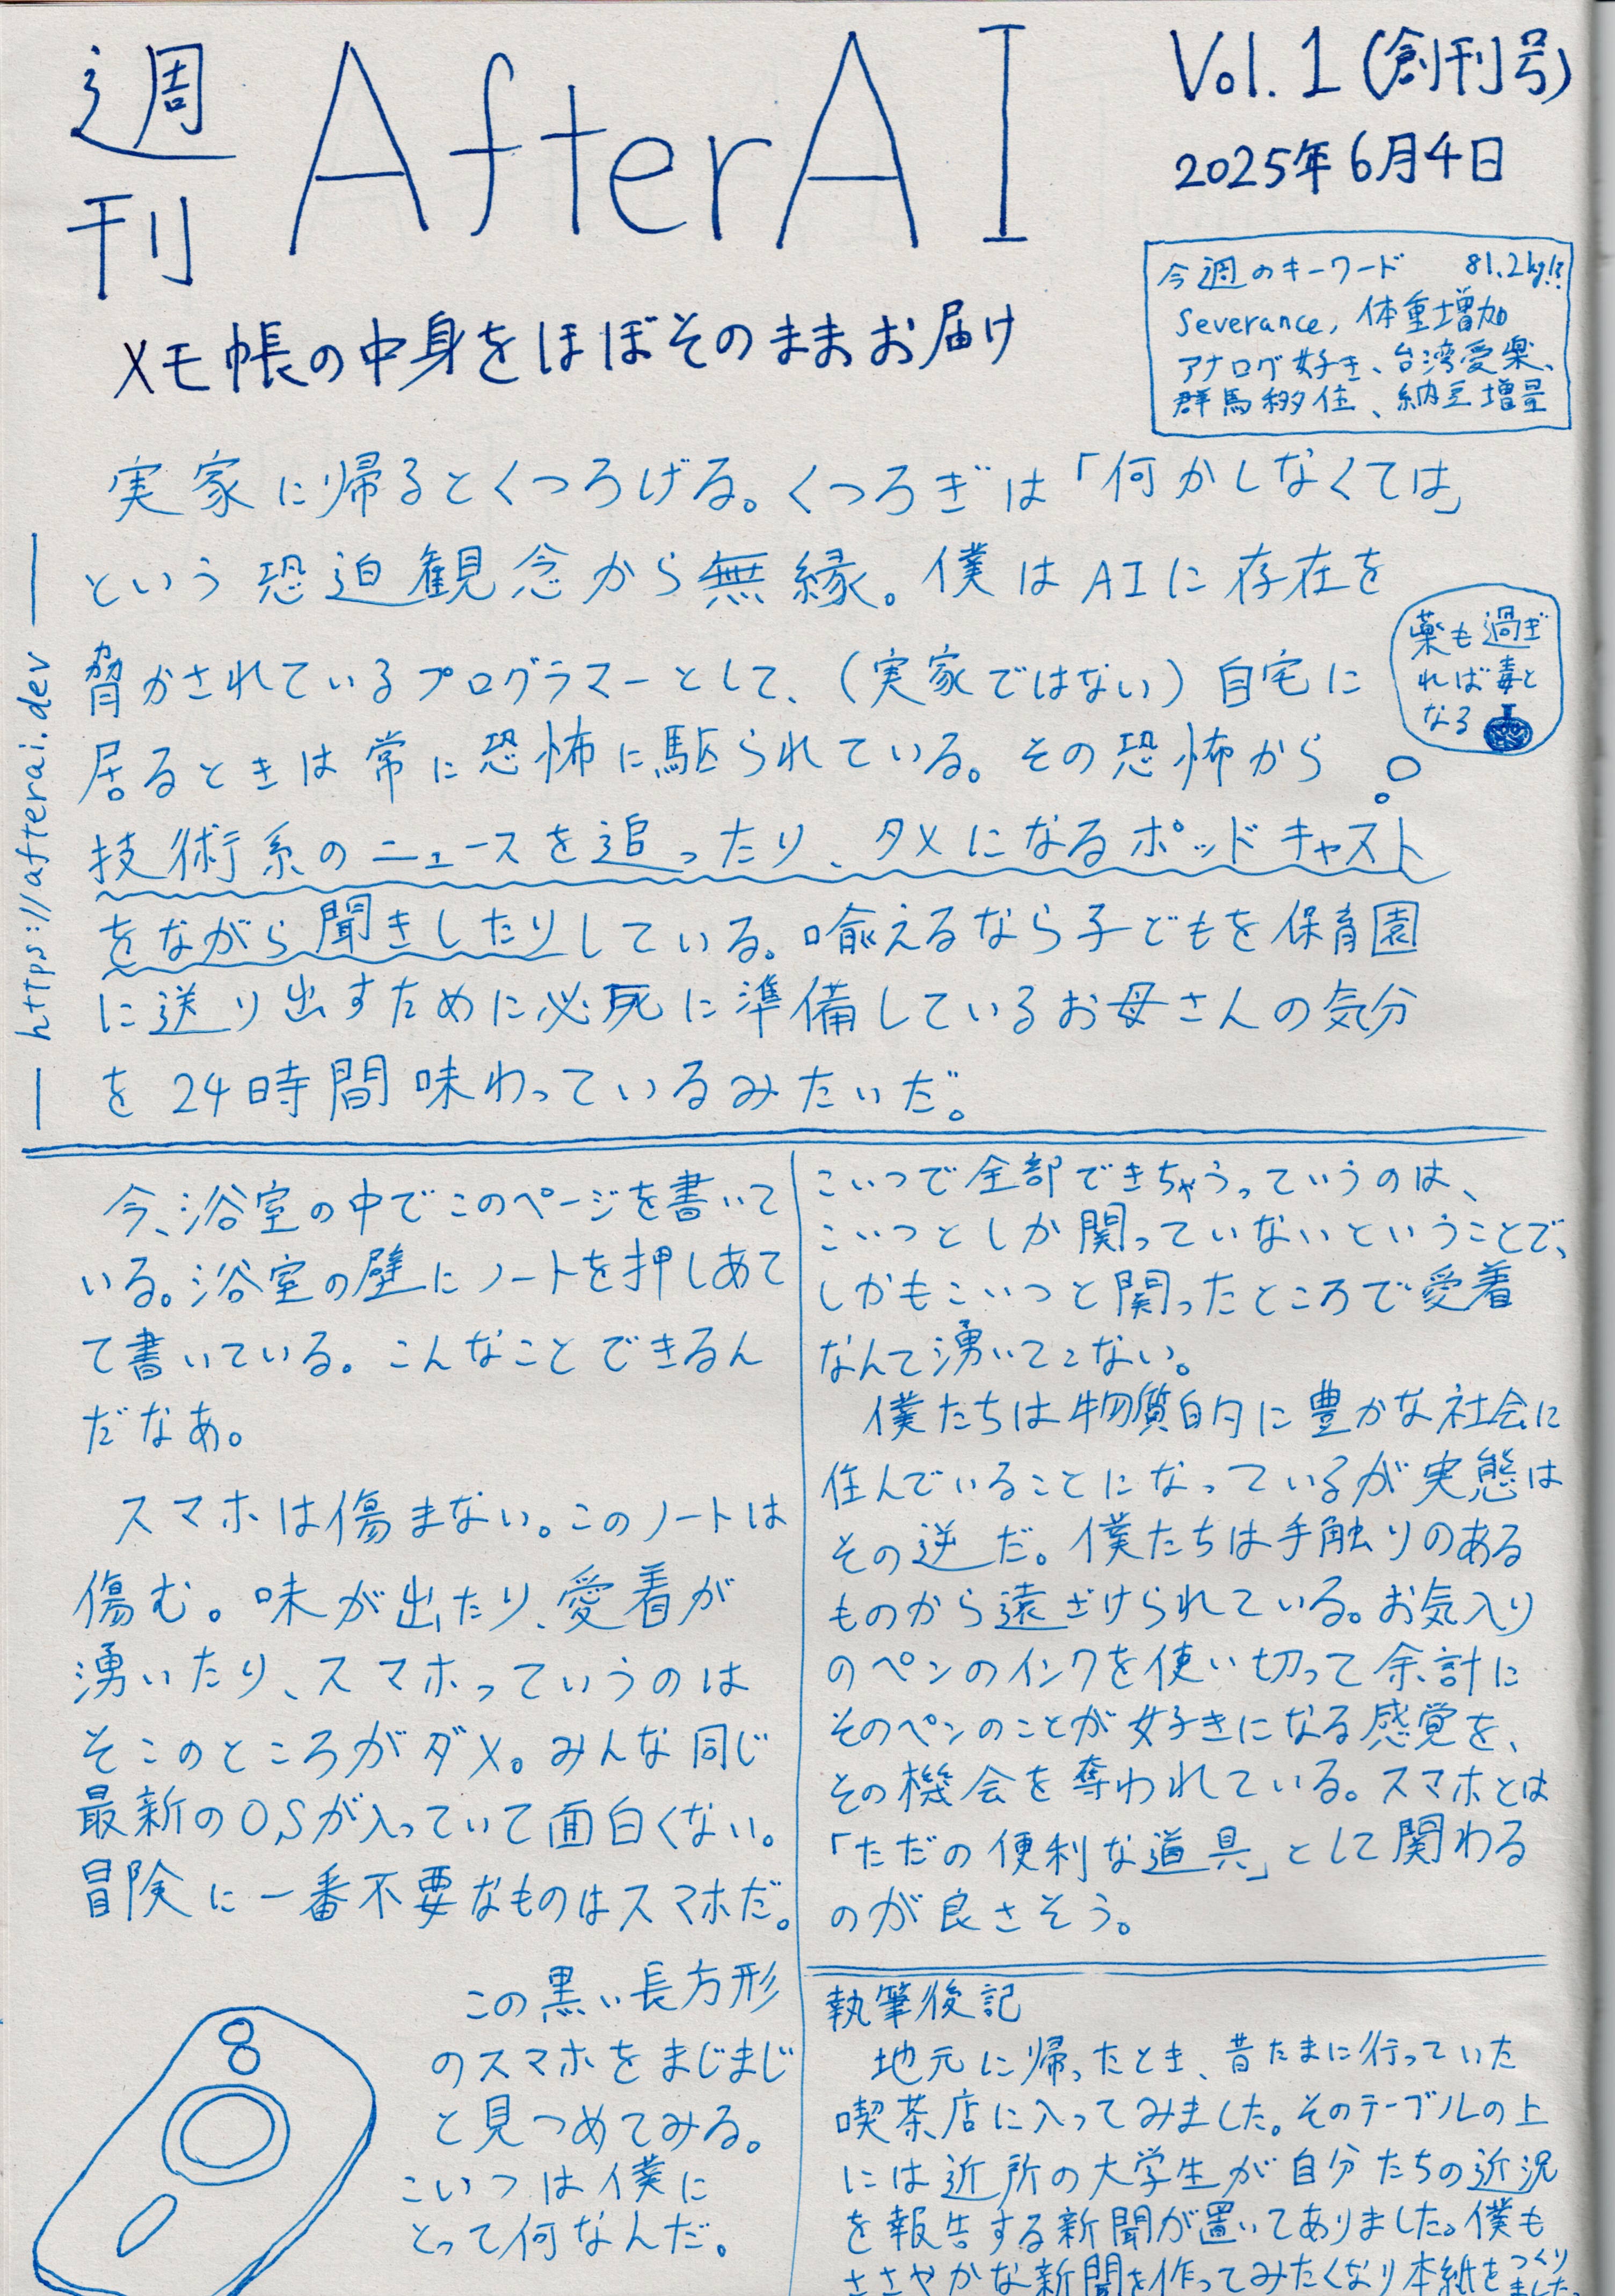 週刊 AfterAI
Vol.1(創刊号)
2025年6月4日
メモ帳の中身をほぼそのままお届け
今週のキーワード 81.2kg!?
Severance, 体重増加
アナログ好き、台湾愛楽、
群馬移住、納豆増量
https://afterai.dev
実家に帰るとくつろげる。くつろぎは「何かしなくては」
という恐迫観念から無縁。僕はAIに存在を
脅かされているプログラマーとして、(実家ではない)自宅に
居るときは常に恐怖に駆られている。その恐怖から
技術系のニュースを追ったり、タメになるポッドキャスト
をながら聞きしたりしている。喩えるなら子どもを保育園
に送り出すために必死に準備しているお母さんの気分
を24時間味わっているみたいだ。
薬も過ぎ
れば毒と
なる
今、浴室の中でこのページを書いて
いる。浴室の壁にノートを押しあて
て書いている。こんなことできるん
だなあ。
スマホは傷まない。このノートは
傷む。味が出たり、愛着が
湧いたり、スマホっていうのは
そこのところがダメ。みんな同じ
最新のOSが入っていて面白くない。
冒険に一番不要なものはスマホだ。
この黒い長方形
のスマホをまじまじ
と見つめてみる。
こいつは僕に
とって何なんだ。
こいつで全部できちゃうっていうのは、
こいつとしか関っていないということで、
しかもこいつと関ったところで愛着
なんて湧いてこない。
僕たちは物質的に豊かな社会に
住んでいることになっているが実態は
その逆だ。僕たちは手触りのある
ものから遠ざけられている。お気入り
のペンのインクを使い切って余計に
そのペンのことが好きになる感覚を、
その機会を奪われている。スマホとは
「ただの便利な道具」として関わる
のが良さそう。
執筆後記
地元に帰ったとき、昔たまに行っていた
喫茶店に入ってみました。そのテーブルの上
には近所の大学生が自分たちの近況
を報告する新聞が置いてありました。僕も
ささやかな新聞を作ってみたくなり本紙をつくり
ました。